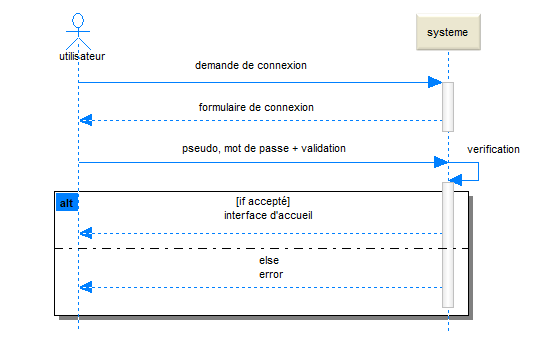 systeme
utilisateur
demande de connexion
formulaire de connexion
pseudo, mot de passe + validation
verification
alt
[if accepté]
interface d'accueil
else
error